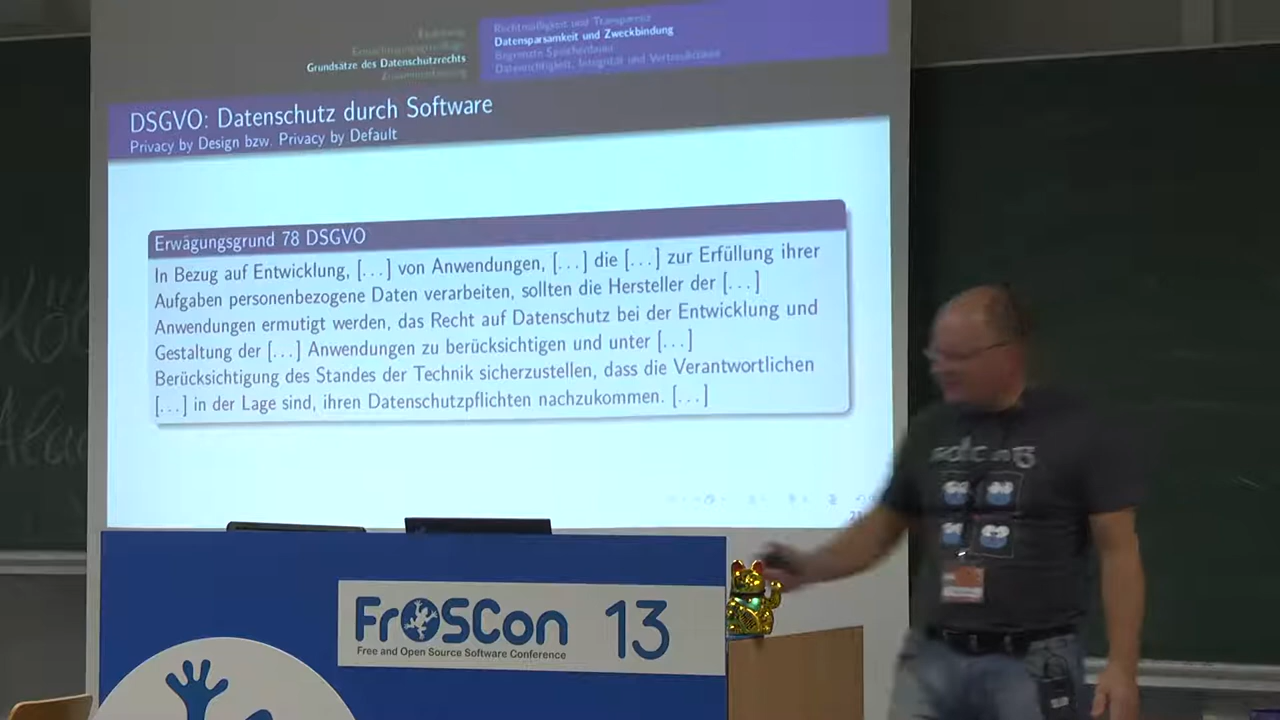 Grundsätze des Datenschutzrechts
Zusammenfassung
Rechtmäßigkeit und Transparenz
Datensparsamkeit und Zweckbindung
Begrenzte Speicherdauer
Datenrichtigkeit, Integrität und Vertraulichkeit
DSGVO: Datenschutz durch Software
Privacy by Design bzw. Privacy by Default
Erwägungsgrund 78 DSGVO
In Bezug auf Entwicklung, [...] von Anwendungen, [...] die [...] zur Erfüllung ihrer
Aufgaben personenbezogene Daten verarbeiten, sollten die Hersteller der [...]
Anwendungen ermutigt werden, das Recht auf Datenschutz bei der Entwicklung und
Gestaltung der [...] Anwendungen zu berücksichtigen und unter [...]
Berücksichtigung des Standes der Technik sicherzustellen, dass die Verantwortlichen
[...] in der Lage sind, ihren Datenschutzpflichten nachzukommen. [...]
FrOSCon 13
Free and Open Source Software Conference